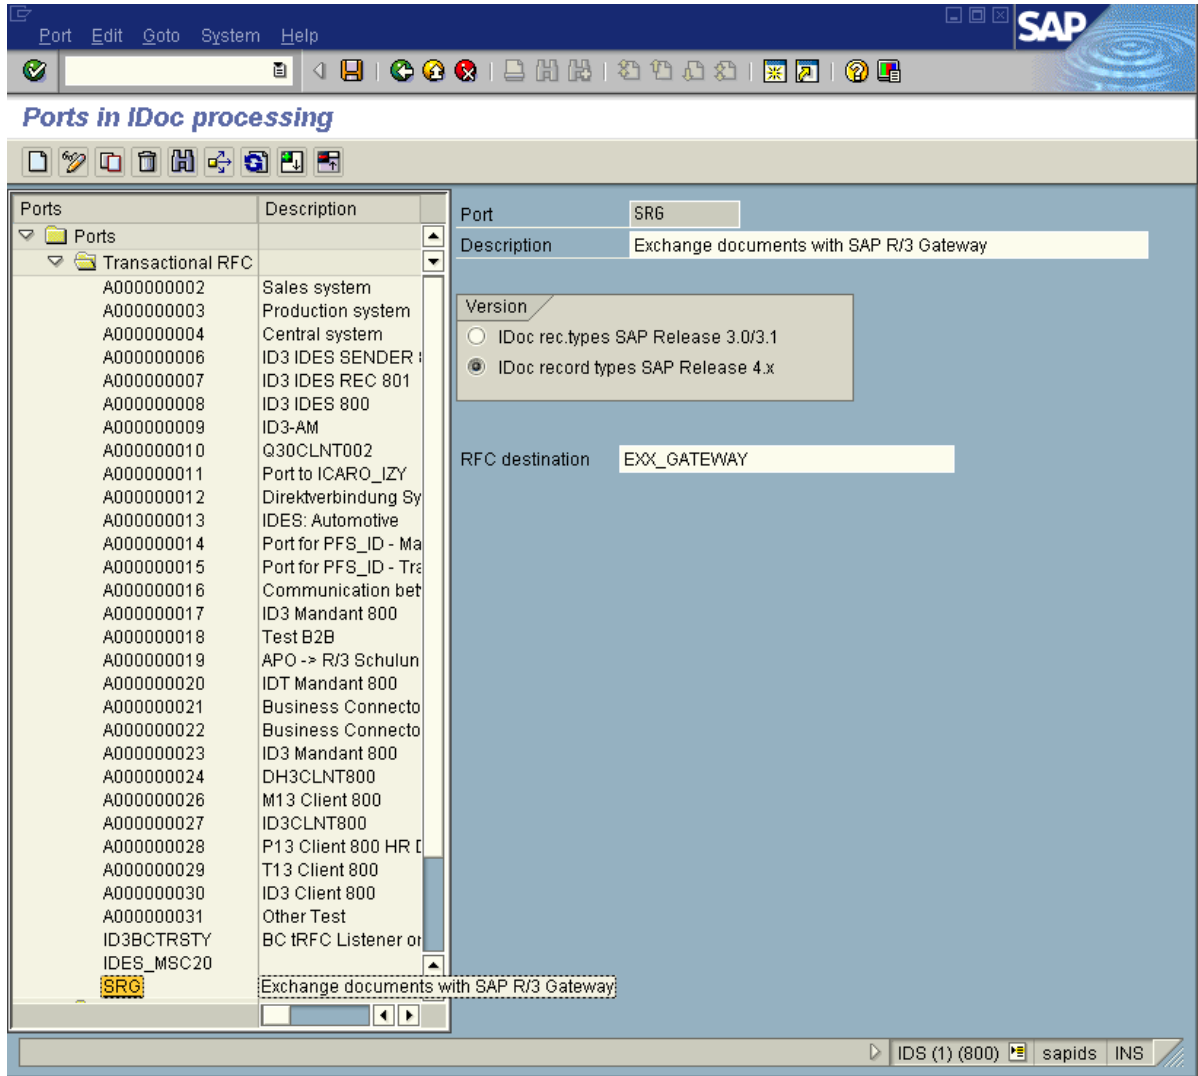 Port Edit Goto System Help
SAP
Ports in IDoc processing
Ports Description
Ports
Transactional RFC
A000000002 Sales system
A000000003 Production system
A000000004 Central system
A000000006 ID3 IDES SENDER
A000000007 ID3 IDES REC 801
A000000008 ID3 IDES 800
A000000009 ID3-AM
A000000010 Q30CLNT002
A000000011 Port to ICARO_IZY
A000000012 Direktverbindung Sy
A000000013 IDES: Automotive
A000000014 Port for PFS_ID - Ma
A000000015 Port for PFS_ID - Tra
A000000016 Communication bet
A000000017 ID3 Mandant 800
A000000018 Test B2B
A000000019 APO -> R/3 Schulun
A000000020 IDT Mandant 800
A000000021 Business Connecto
A000000022 Business Connecto
A000000023 ID3 Mandant 800
A000000024 DH3CLNT800
A000000026 M13 Client 800
A000000027 ID3CLNT800
A000000028 P13 Client 800 HR
A000000029 T13 Client 800
A000000030 ID3 Client 800
A000000031 Other Test
ID3BCTRSTY BC tRFC Listener or
IDES_MSC20
SRG Exchange documents with SAP R/3 Gateway
Port SRG
Description Exchange documents with SAP R/3 Gateway
Version
IDoc rec.types SAP Release 3.0/3.1
IDoc record types SAP Release 4.x
RFC destination EXX_GATEWAY
IDS (1) (800) sapids INS